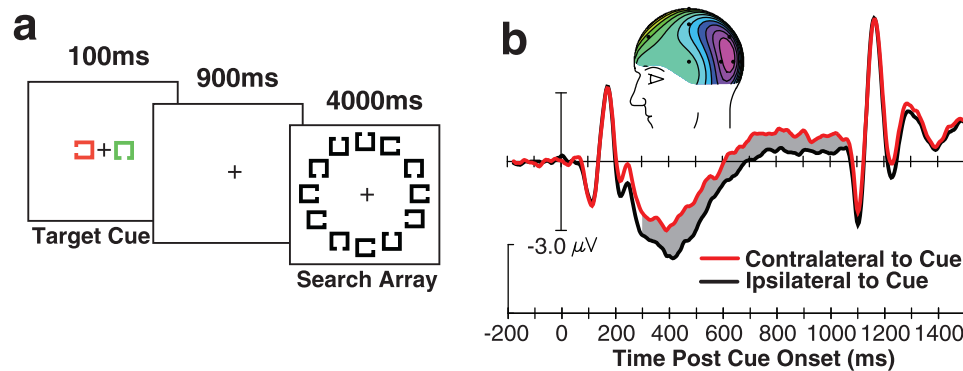 a
100ms
900ms
4000ms
Target Cue
Search Array
b
-3.0 μV
Contralateral to Cue
Ipsilateral to Cue
-200 0 200 400 600 800 1000 1200 1400
Time Post Cue Onset (ms)